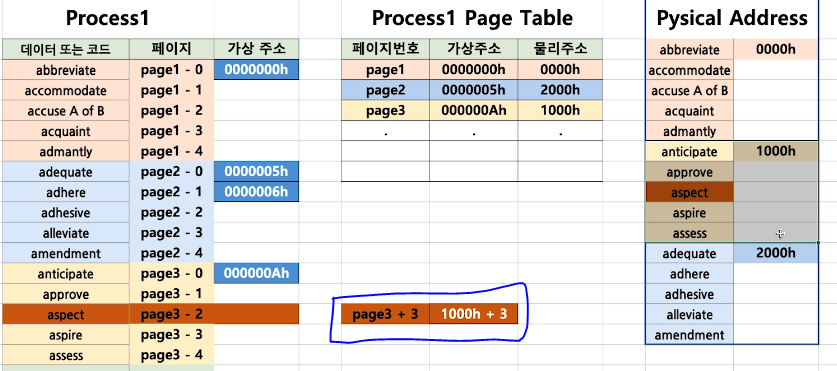 Process1 Process1 Page Table Pysical Address
데이터 또는 코드 페이지 가상 주소 페이지번호 가상주소 물리주소 abbreviate 0000h
abbreviate page1 - 0 0000000h page1 0000000h 0000h accommodate
accommodate page1 - 1 page2 0000005h 2000h accuse A of B
accuse A of B page1 - 2 page3 000000Ah 1000h acquaint
acquaint page1 - 3 . . . admantly
admantly page1 - 4 anticipate 1000h
adequate page2 - 0 0000005h approve
adhere page2 - 1 0000006h aspect
adhesive page2 - 2 aspire
alleviate page2 - 3 assess
amendment page2 - 4 adequate 2000h
anticipate page3 - 0 000000Ah adhere
approve page3 - 1 adhesive
aspect page3 - 2 page3 + 3 1000h + 3 alleviate
aspire page3 - 3 amendment
assess page3 - 4